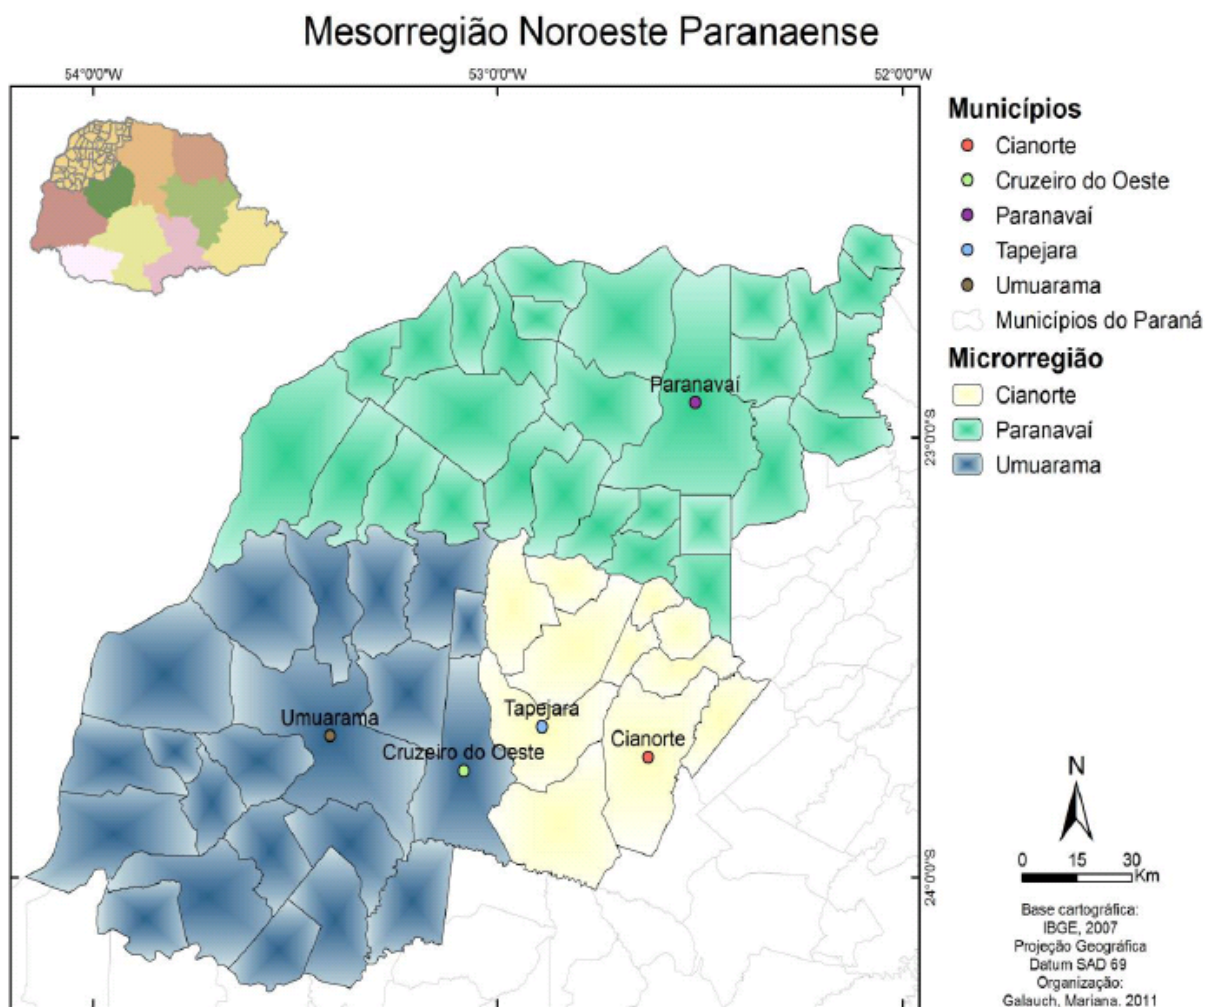 Mesorregião Noroeste Paranaense
54°0'0"W
53°0'0"W
52°0'0"W
Municípios
Cianorte
Cruzeiro do Oeste
Paranavaí
Tapejara
Umuarama
Municípios do Paraná
Microrregião
Cianorte
Paranavaí
Umuarama
Paranavaí
23°0'0"S
Umuarama
Tapejara
Cianorte
Cruzeiro do Oeste
24°0'0"S
N
0 15 30
Km
Base cartográfica:
IBGE, 2007
Projeção Geográfica
Datum SAD 69
Organização:
Galauch, Mariana. 2011